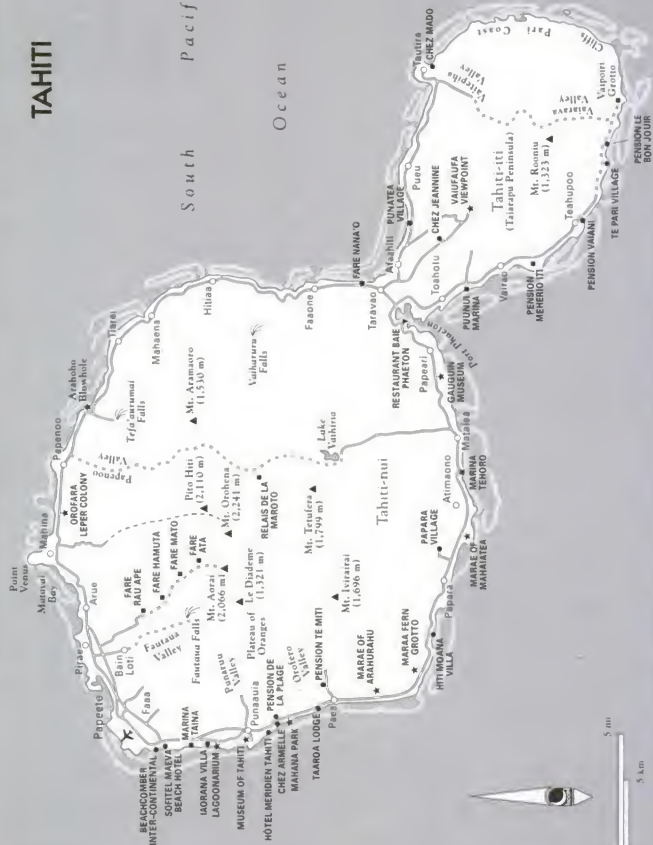 TAHITI
South Pacif
Ocean
Point
Venus
Matavai
Bay
Mahina
Papenoo
Arahoho
Blowhole
Tiarei
Mahaena
Hitiaa
Faaone
FARE NANA'O
Taravao
Afaahiti
PUNATEA
VILLAGE
Pueu
Tautira
CHEZ MADO
Vaitepiha
Valley
Pari Coast
Cliffs
Vaiarava
Valley
Vaipoiri
Grotto
PENSION LE
BON JOUIR
TE PARI VILLAGE
Mt. Rooniu
(1,323 m)
Tahiti-iti
(Taiarapu Peninsula)
VAIUFAUFA
VIEWPOINT
CHEZ JEANNINE
Toahotu
PUUNUI
MARINA
Vairao
PENSION
MEHERIO ITI
PENSION VAIANI
Teahupoo
Port Phaeton
RESTAURANT BAIE
PHAETON
Papeari
GAUGUIN
MUSEUM
Mataiea
MARINA
TEHORO
Atimaono
MARAE OF
MAHAIATEA
PAPARA
VILLAGE
Papara
HITI MOANA
VILLA
MARAA FERN
GROTTO
MARAE OF
ARAHURAHU
Paea
TAAROA LODGE
PENSION TE MITI
Orofero
Valley
MAHANA PARK
CHEZ ARMELLE
PENSION DE
LA PLAGE
HÔTEL MERIDIEN TAHITI
Punaauia
MUSEUM OF TAHITI
Punaruu
Valley
LAGOONARIUM
IAORANA VILLA
MARINA
TAINA
SOFITEL MAEVA
BEACH HOTEL
BEACHCOMBER
INTER-CONTINENTAL
Faaa
Papeete
Pirae
Arue
Bain
Loti
Fautaua
Valley
Fautaua Falls
FARE
RAU APE
FARE HAMUTA
FARE MATO
FARE
ATA
Mt. Aorai
(2,066 m)
Le Diademe
(1,321 m)
Plateau of
Oranges
OROFARA
LEPER COLONY
Papenoo
Valley
Tefa'aurumai
Falls
Pito Hiti
(2,110 m)
Mt. Orohena
(2,241 m)
Mt. Aramaoro
(1,530 m)
RELAIS DE LA
MAROTO
Vaiharuru
Falls
Lake
Vaihiria
Mt. Tetufera
(1,799 m)
Mt. Ivirairai
(1,696 m)
Tahiti-nui
5 mi
5 km